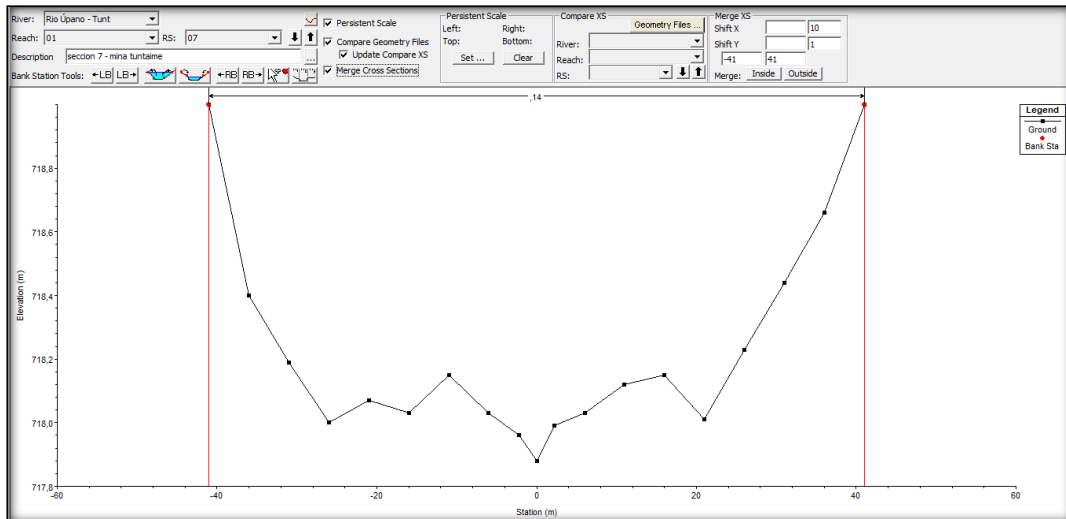 River: Rio Úpano - Tunt
Reach: 01 RS: 07
Description seccion 7 - mina tuntaime ...
Bank Station Tools: LB LB RB RB
Persistent Scale
Compare Geometry Files
Update Compare XS
Merge Cross Sections
Persistent Scale
Left: Right:
Top: Bottom:
Set ... Clear
Compare XS
Geometry Files ...
River:
Reach:
RS:
Merge XS
Shift X 10
Shift Y 1
-41 41
Merge: Inside Outside
,14
Legend
Ground
Bank Sta
718,8
718,6
718,4
718,2
718,0
717,8
Elevation (m)
-60 -40 -20 0 20 40 60
Station (m)